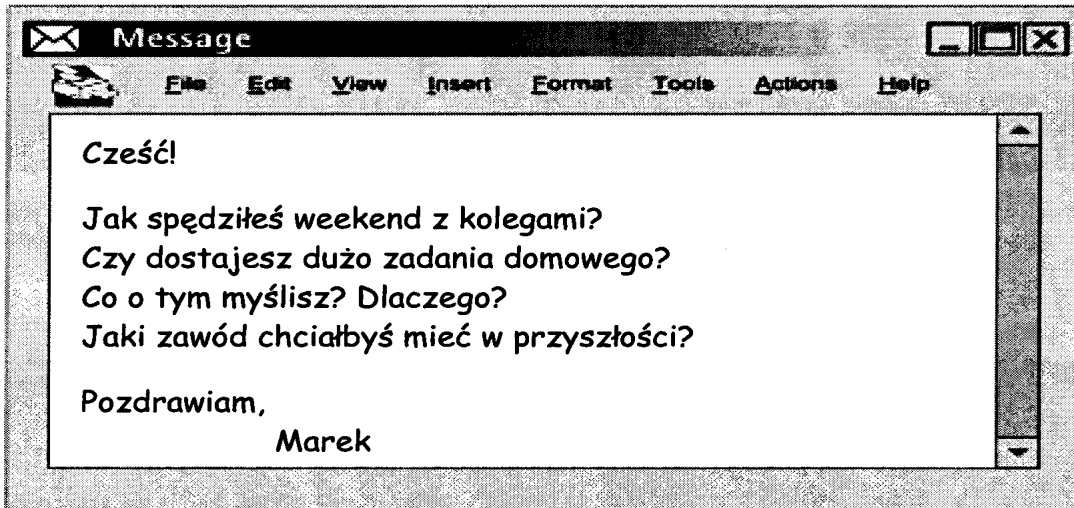 Message
File Edit View Insert Format Tools Actions Help
Cześć!
Jak spędziłeś weekend z kolegami?
Czy dostajesz dużo zadania domowego?
Co o tym myślisz? Dlaczego?
Jaki zawód chciałbyś mieć w przyszłości?
Pozdrawiam,
Marek